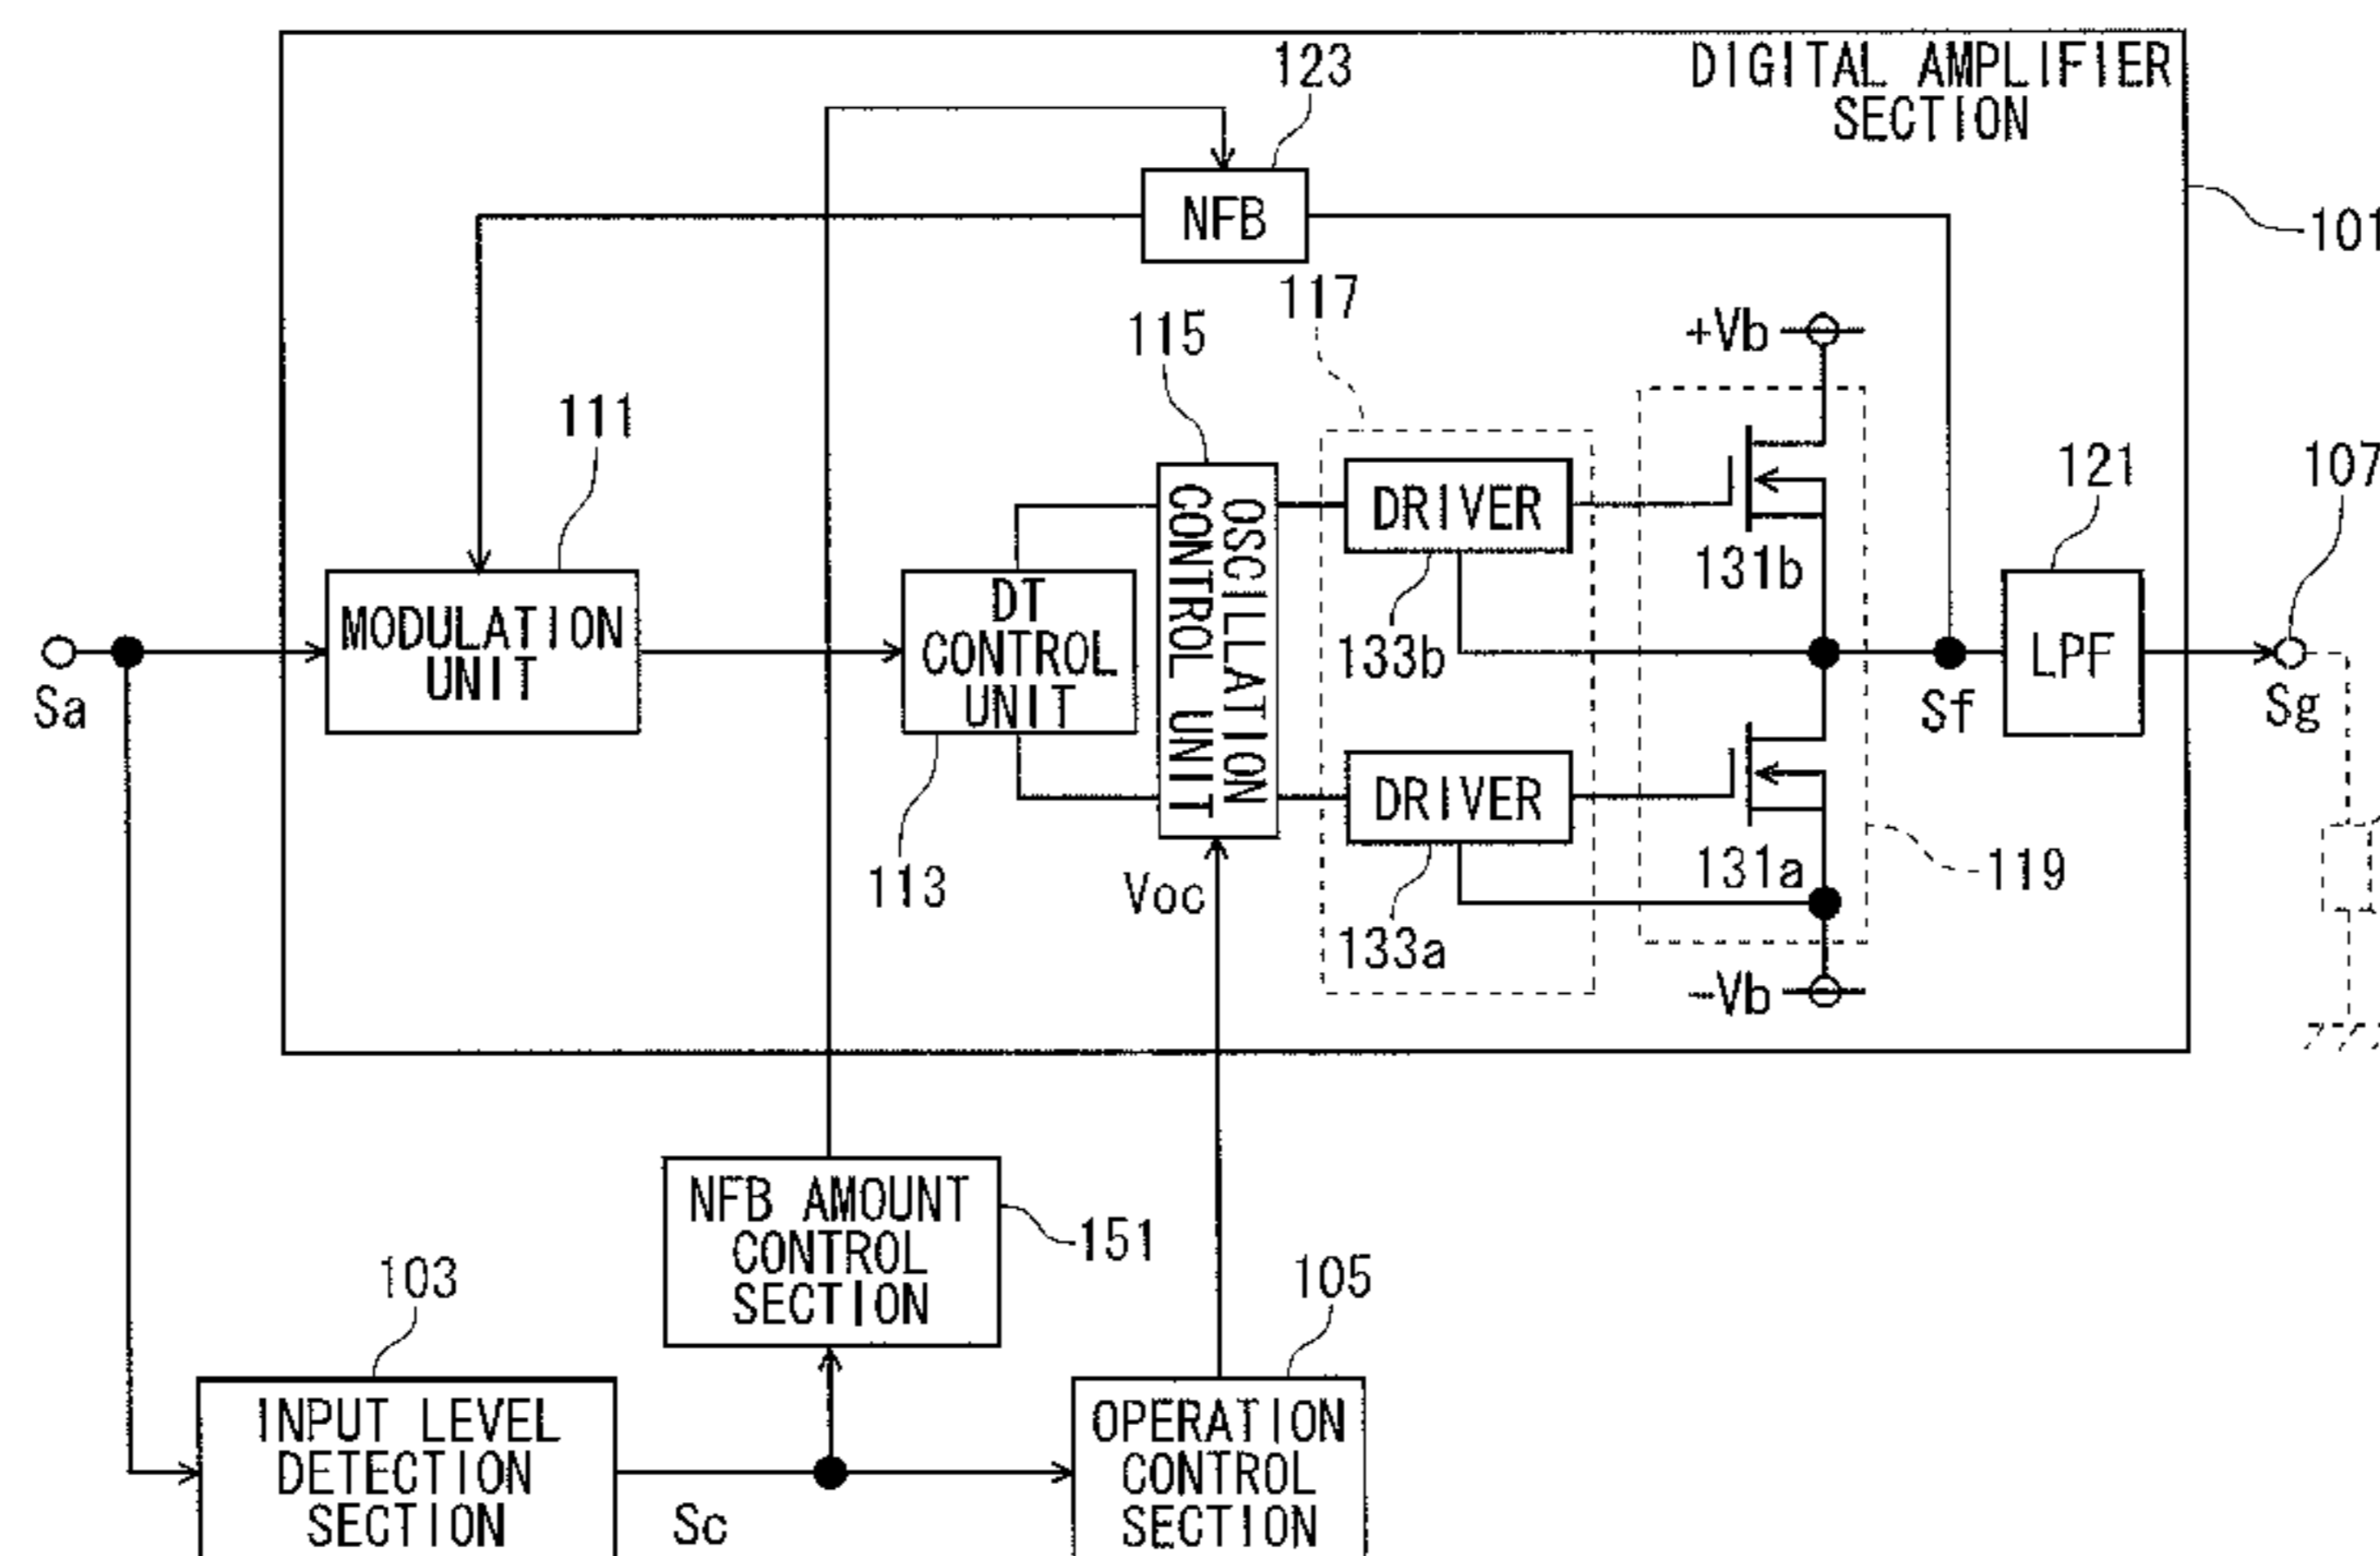 DIGITAL AMPLIFIER
SECTION
123
NFB
101
117
115
+Vb
111
121
107
DRIVER
131b
MODULATION
UNIT
DT
CONTROL
UNIT
OSCILLATION
CONTROL UNIT
133b
LPF
Sa
Sf
Sg
DRIVER
113
Voc
131a
119
133a
-Vb
NFB AMOUNT
CONTROL
SECTION
151
103
105
INPUT LEVEL
DETECTION
SECTION
Sc
OPERATION
CONTROL
SECTION